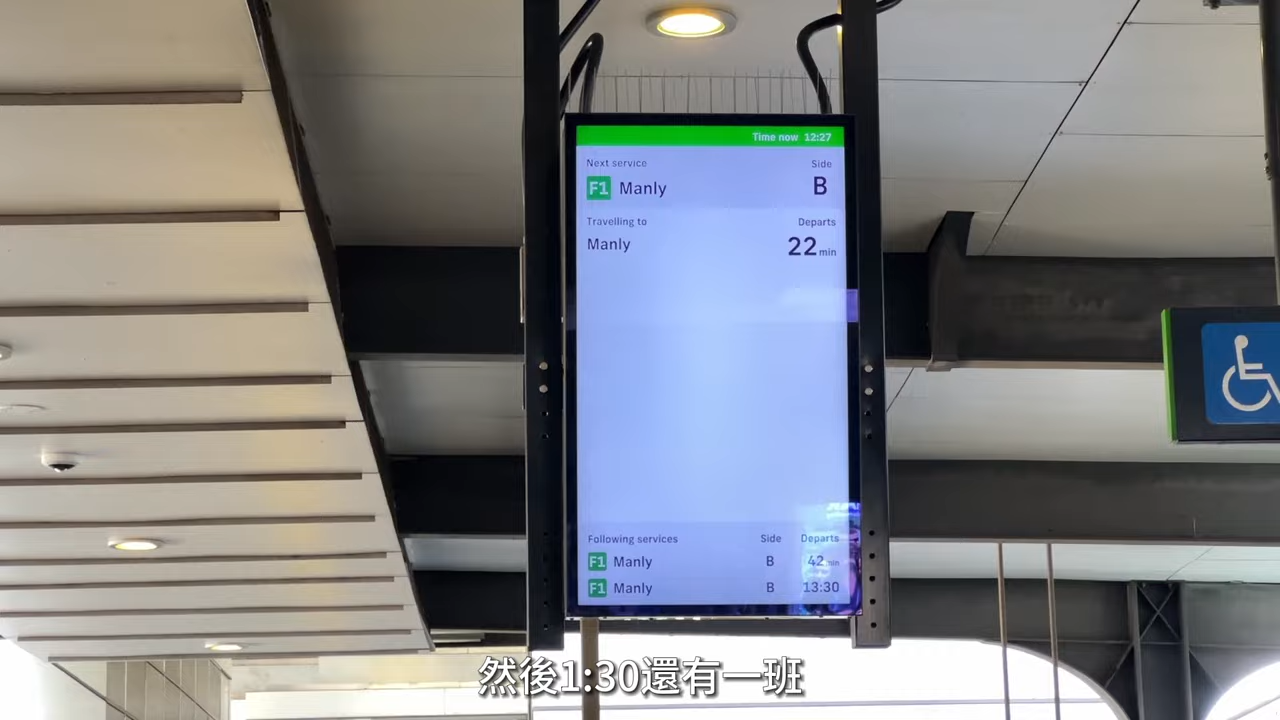 Time now 12:27
Next service Side
F1 Manly B
Travelling to Departs
Manly 22 min
Following services Side Departs
F1 Manly B 42 min
F1 Manly B 13:30
然後1:30還有一班